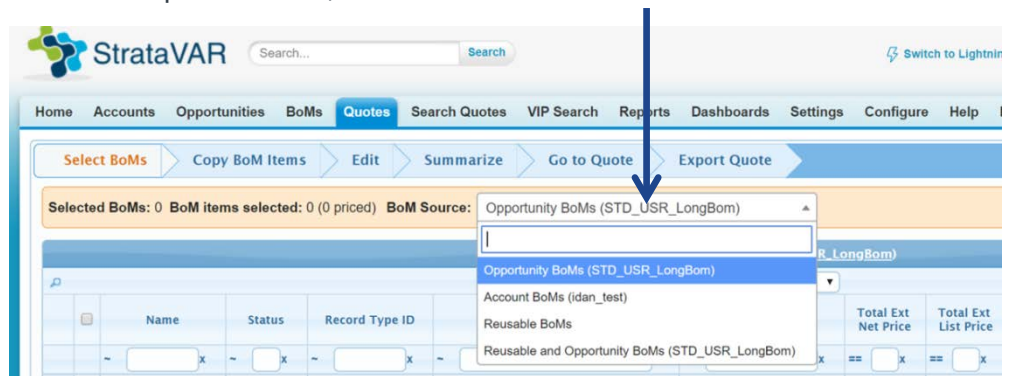 StrataVAR Search... Search Switch to Lightnin
Home Accounts Opportunities BoMs Quotes Search Quotes VIP Search Reports Dashboards Settings Configure Help
Select BoMs Copy BoM Items Edit Summarize Go to Quote Export Quote
Selected BoMs: 0 BoM items selected: 0 (0 priced) BoM Source: Opportunity BoMs (STD_USR_LongBom)
R_LongBom)
Opportunity BoMs (STD_USR_LongBom)
Account BoMs (idan_test)
Reusable BoMs
Reusable and Opportunity BoMs (STD_USR_LongBom)
Name Status Record Type ID Total Ext Net Price Total Ext List Price
~ x ~ x ~ x ~ x == x == x